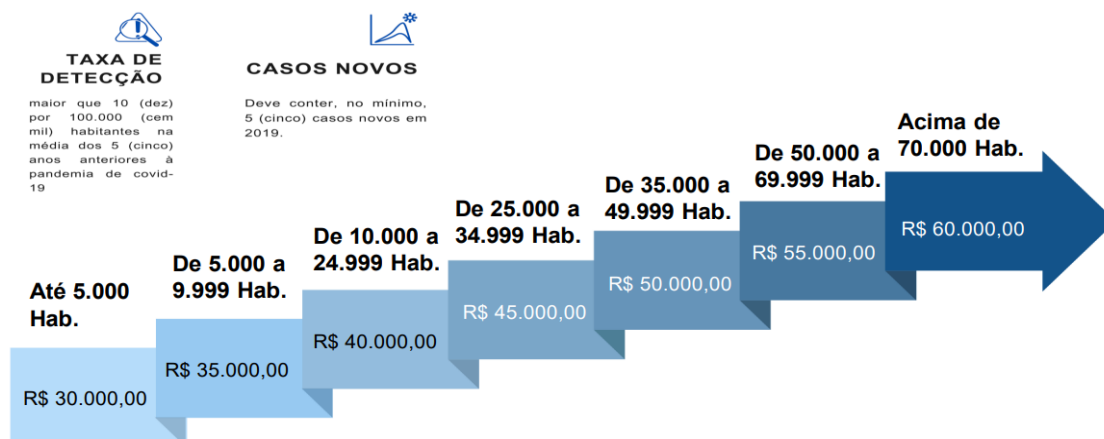 TAXA DE
DETECÇÃO
maior que 10 (dez)
por 100.000 (cem
mil) habitantes na
média dos 5 (cinco)
anos anteriores à
pandemia de covid-
19
CASOS NOVOS
Deve conter, no mínimo,
5 (cinco) casos novos em
2019.
Até 5.000
Hab.
R$ 30.000,00
De 5.000 a
9.999 Hab.
R$ 35.000,00
De 10.000 a
24.999 Hab.
R$ 40.000,00
De 25.000 a
34.999 Hab.
R$ 45.000,00
De 35.000 a
49.999 Hab.
R$ 50.000,00
De 50.000 a
69.999 Hab.
R$ 55.000,00
Acima de
70.000 Hab.
R$ 60.000,00